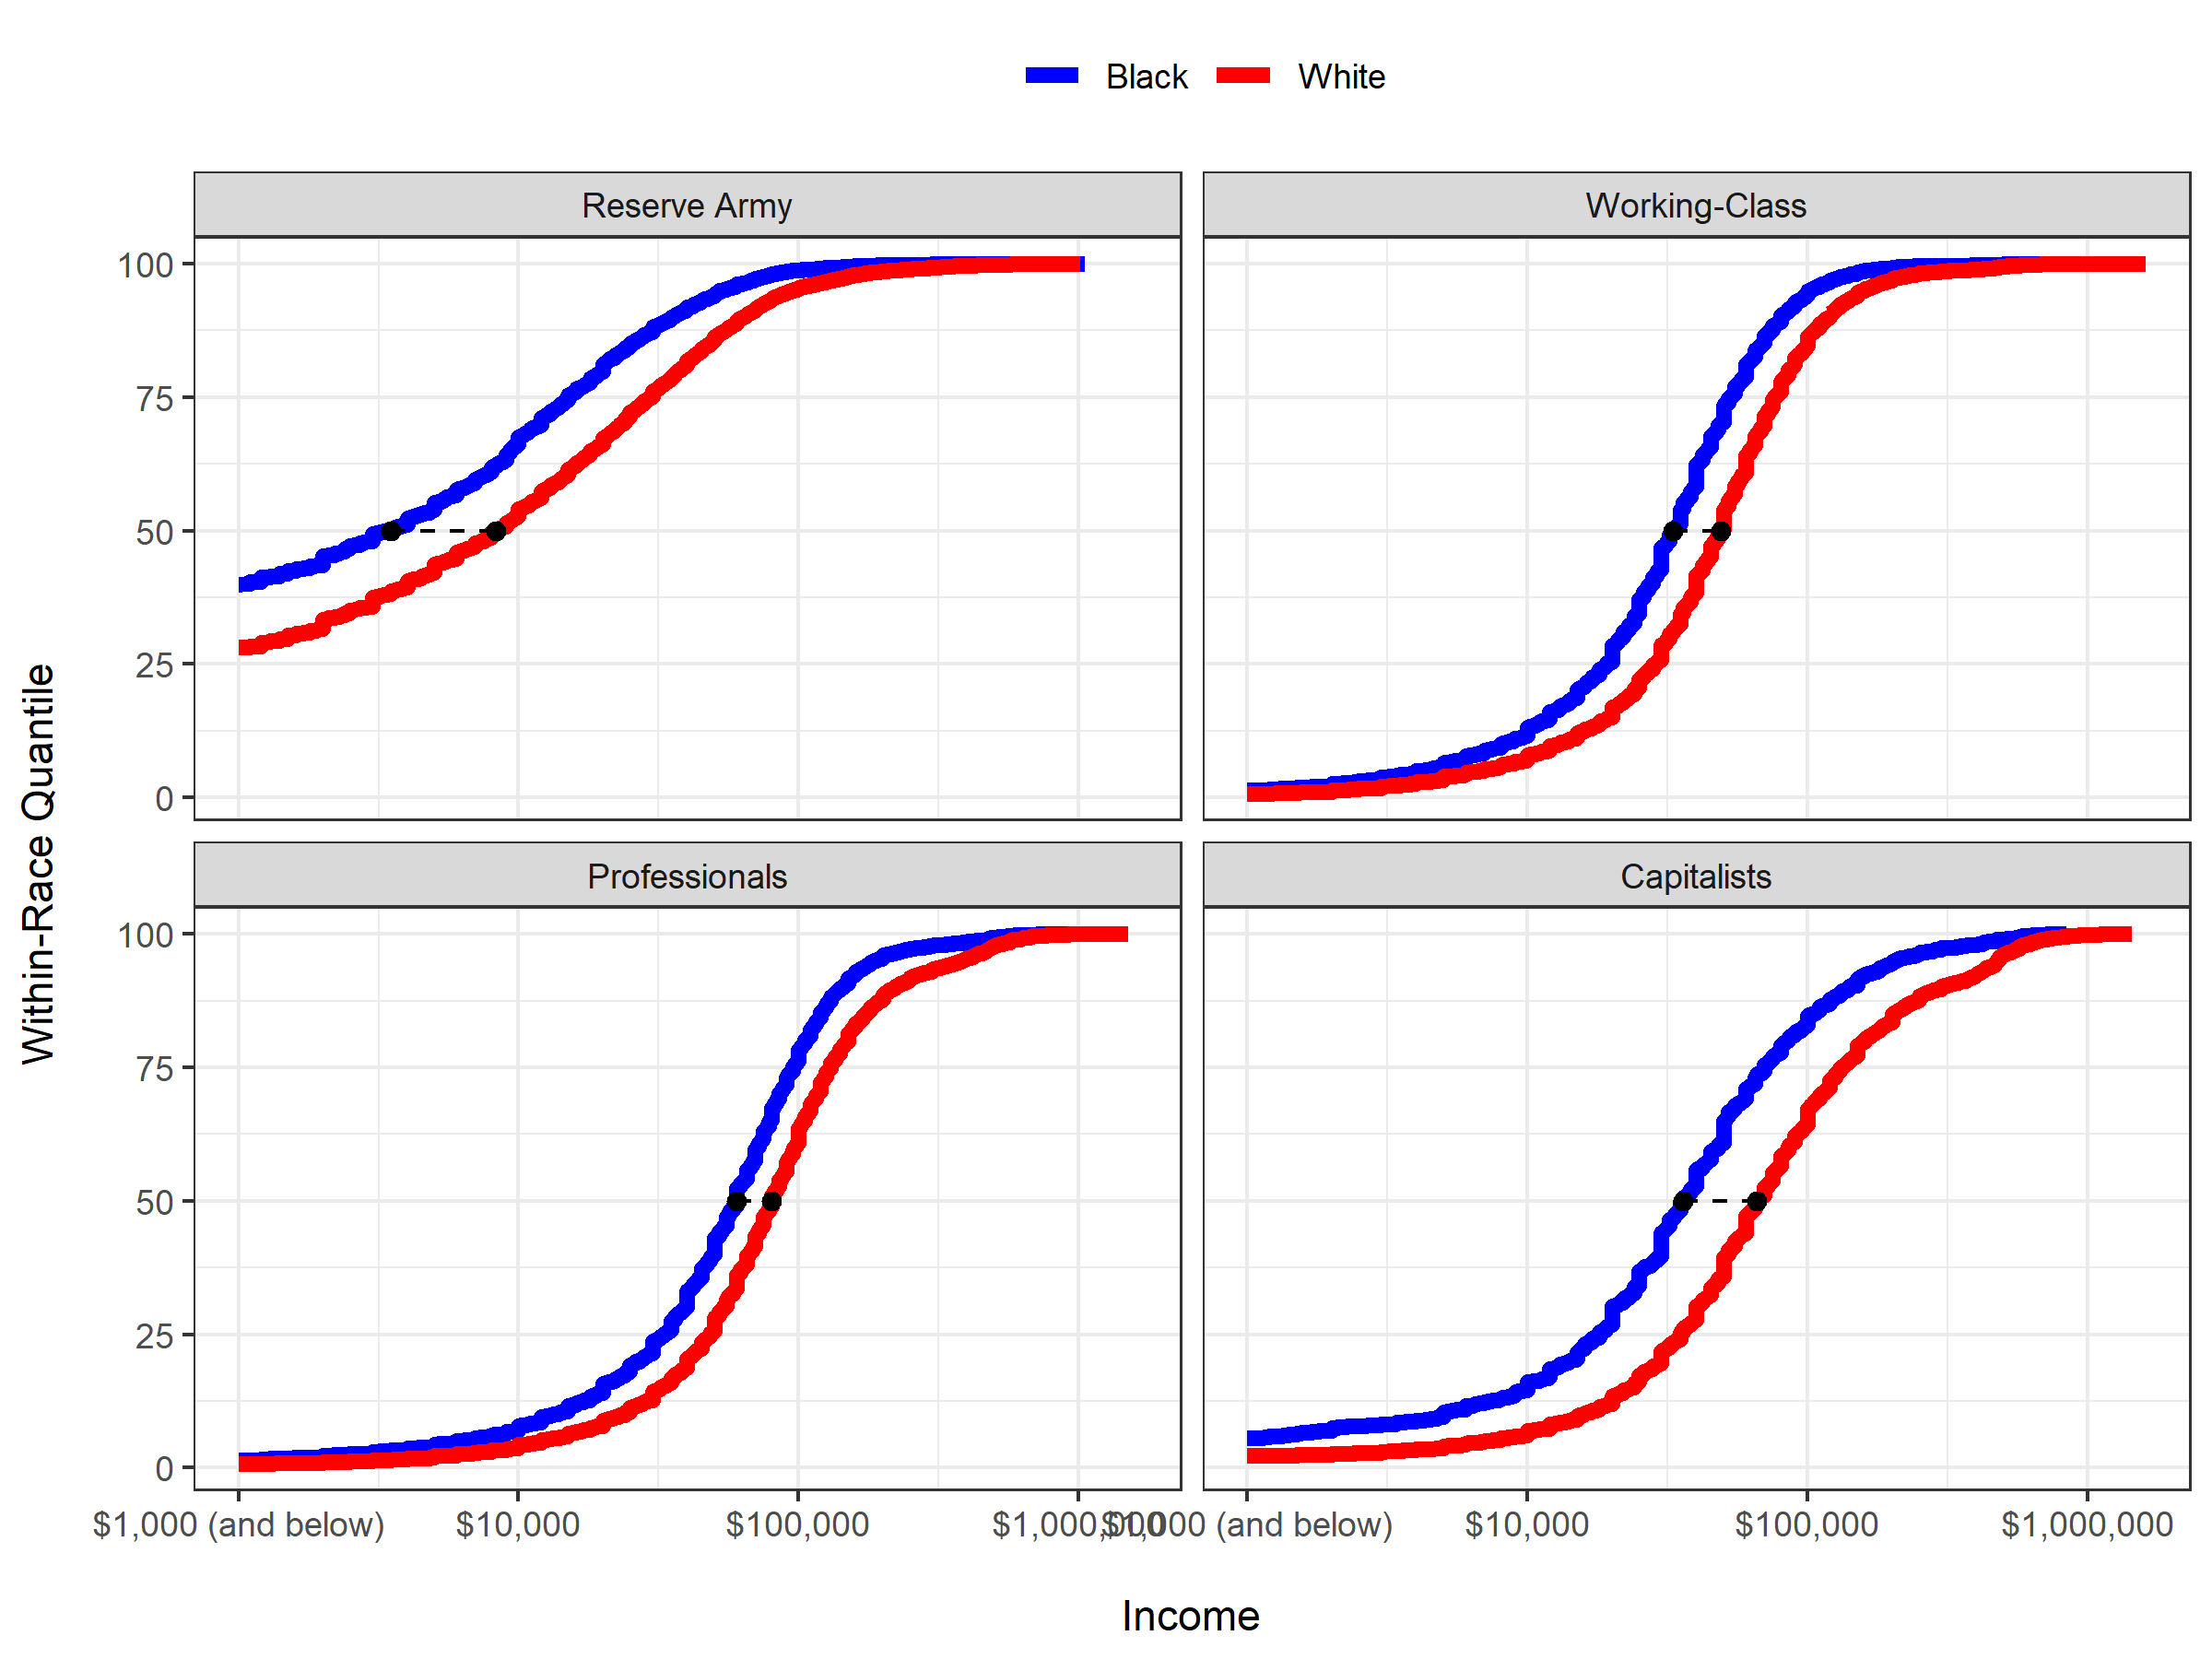 Black White
Reserve Army Working-Class
100
75
50
25
0
Professionals Capitalists
100
75
50
25
0
Within-Race Quantile
$1,000 (and below) $10,000 $100,000 $1,000,000 $1,000 (and below) $10,000 $100,000 $1,000,000
Income